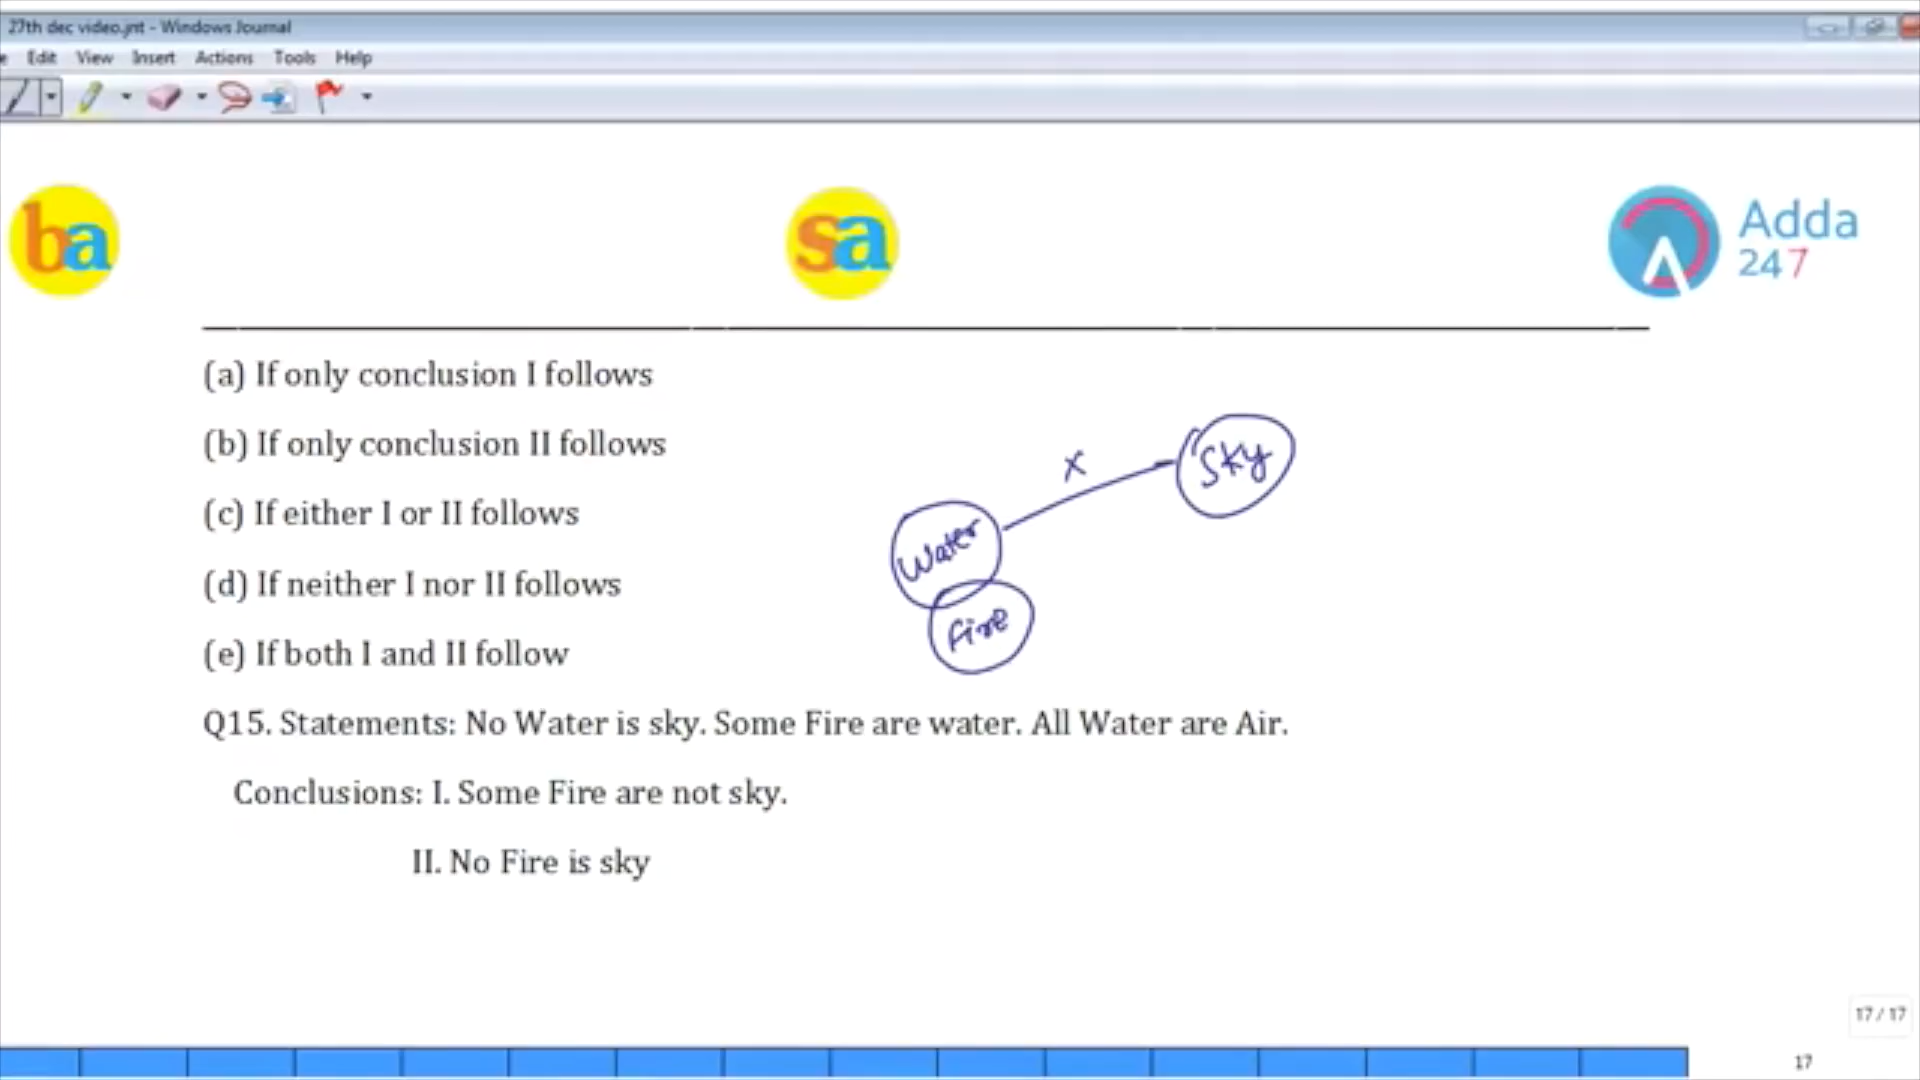 27th dec video.jnt - Windows Journal
Edit View Insert Actions Tools Help
ba
sa
Adda
247
(a) If only conclusion I follows
(b) If only conclusion II follows
(c) If either I or II follows
(d) If neither I nor II follows
(e) If both I and II follow
x
Sky
Water
Fire
Q15. Statements: No Water is sky. Some Fire are water. All Water are Air.
Conclusions: I. Some Fire are not sky.
II. No Fire is sky
17 / 17
17